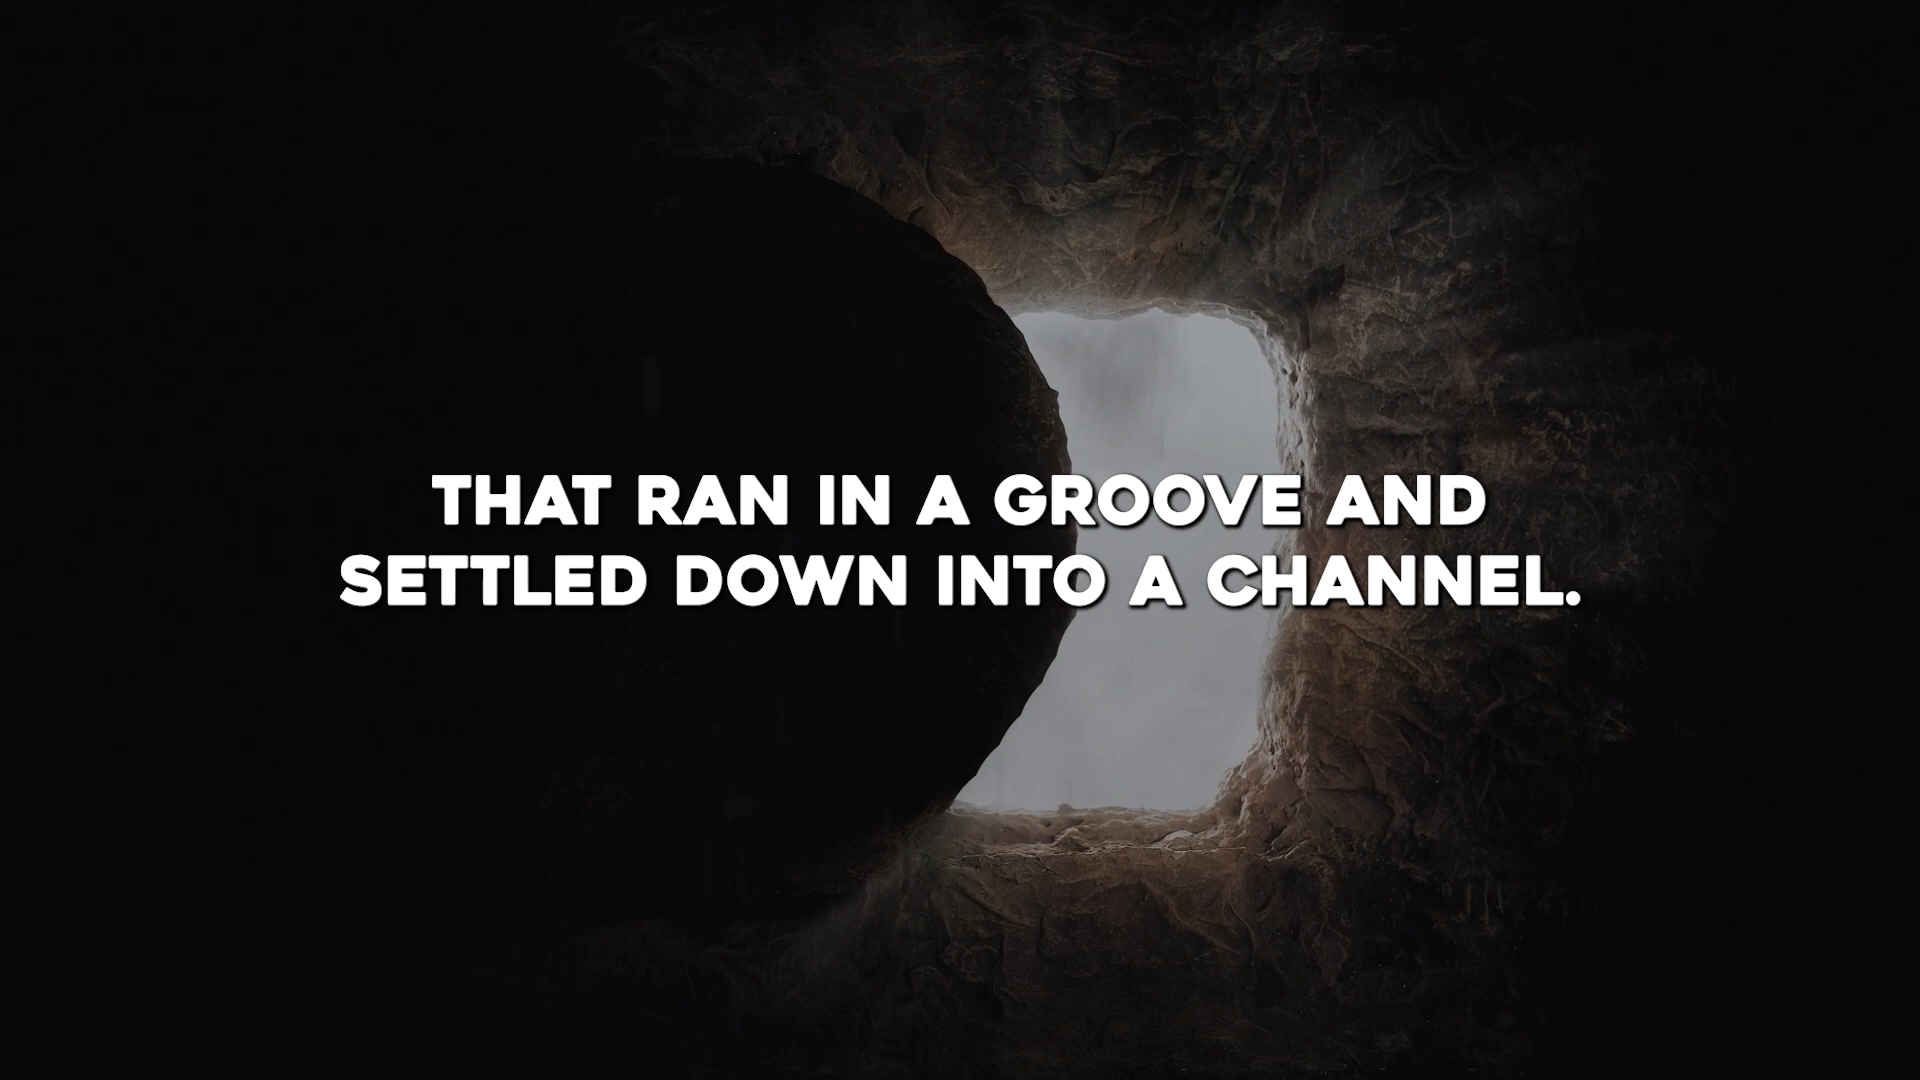 THAT RAN IN A GROOVE AND
SETTLED DOWN INTO A CHANNEL.